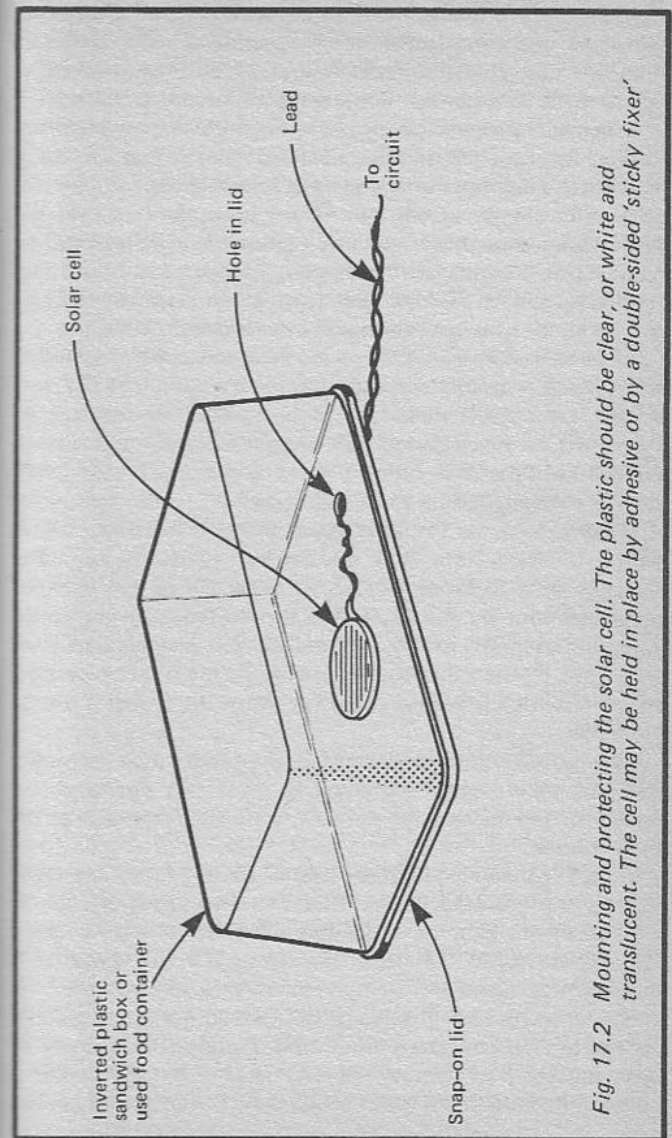 Inverted plastic
sandwich box or
used food container
Solar cell
Hole in lid
Lead
To
circuit
Snap-on lid
Fig. 17.2 Mounting and protecting the solar cell. The plastic should be clear, or white and
translucent. The cell may be held in place by adhesive or by a double-sided ‘sticky fixer’